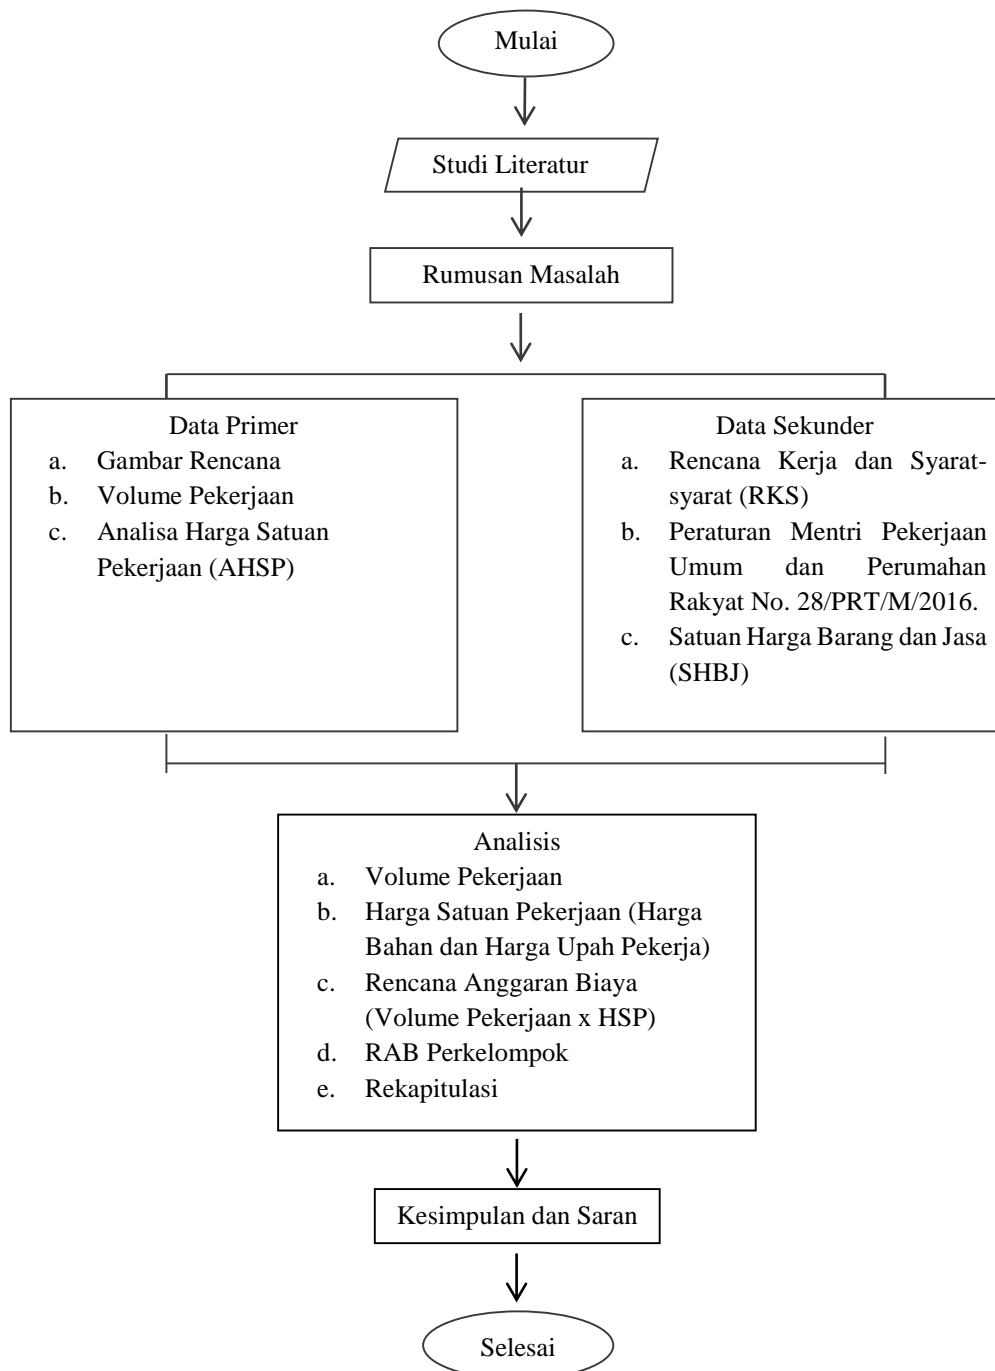 Mulai
Studi Literatur
Rumusan Masalah
Data Primer
a. Gambar Rencana
b. Volume Pekerjaan
c. Analisa Harga Satuan
Pekerjaan (AHSP)
Data Sekunder
a. Rencana Kerja dan Syarat-
syarat (RKS)
b. Peraturan Mentri Pekerjaan
Umum dan Perumahan
Rakyat No. 28/PRT/M/2016.
c. Satuan Harga Barang dan Jasa
(SHBJ)
Analisis
a. Volume Pekerjaan
b. Harga Satuan Pekerjaan (Harga
Bahan dan Harga Upah Pekerja)
c. Rencana Anggaran Biaya
(Volume Pekerjaan x HSP)
d. RAB Perkelompok
e. Rekapitulasi
Kesimpulan dan Saran
Selesai